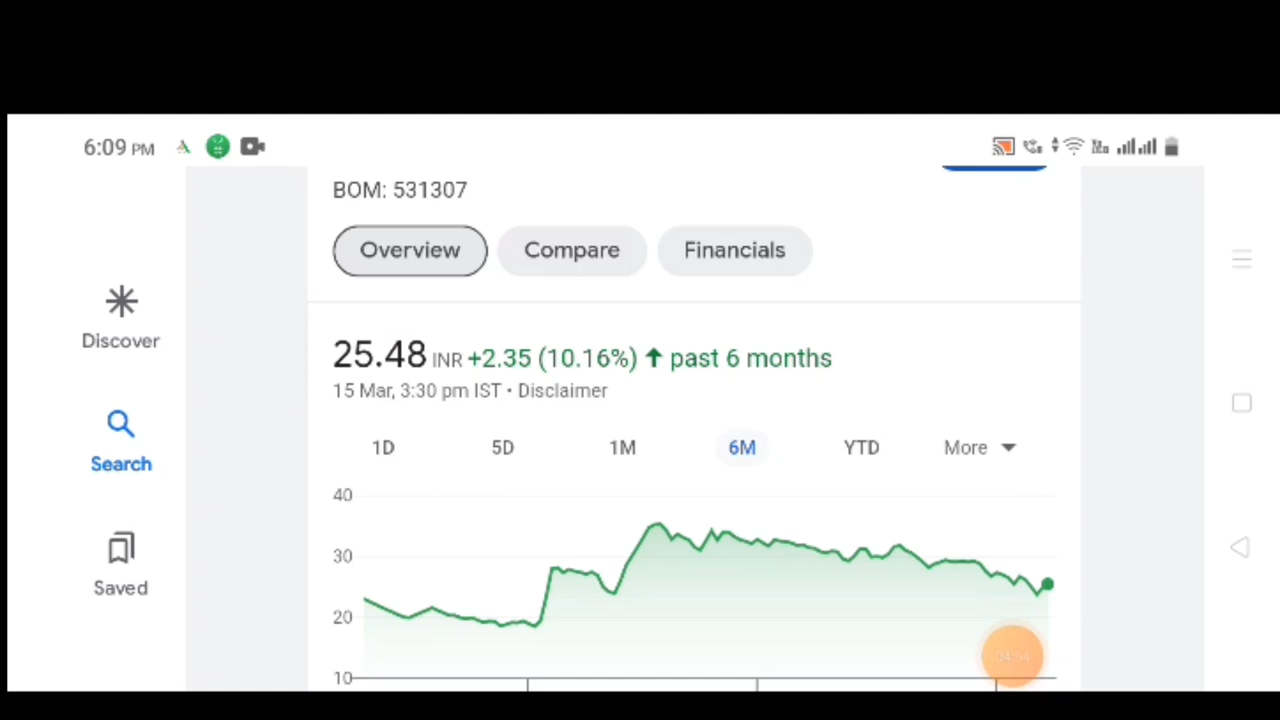 6:09 PM
BOM: 531307
Overview Compare Financials
Discover
25.48 INR +2.35 (10.16%) ↑ past 6 months
15 Mar, 3:30 pm IST • Disclaimer
Search
1D 5D 1M 6M YTD More
40
30
20
10
Saved
04:54